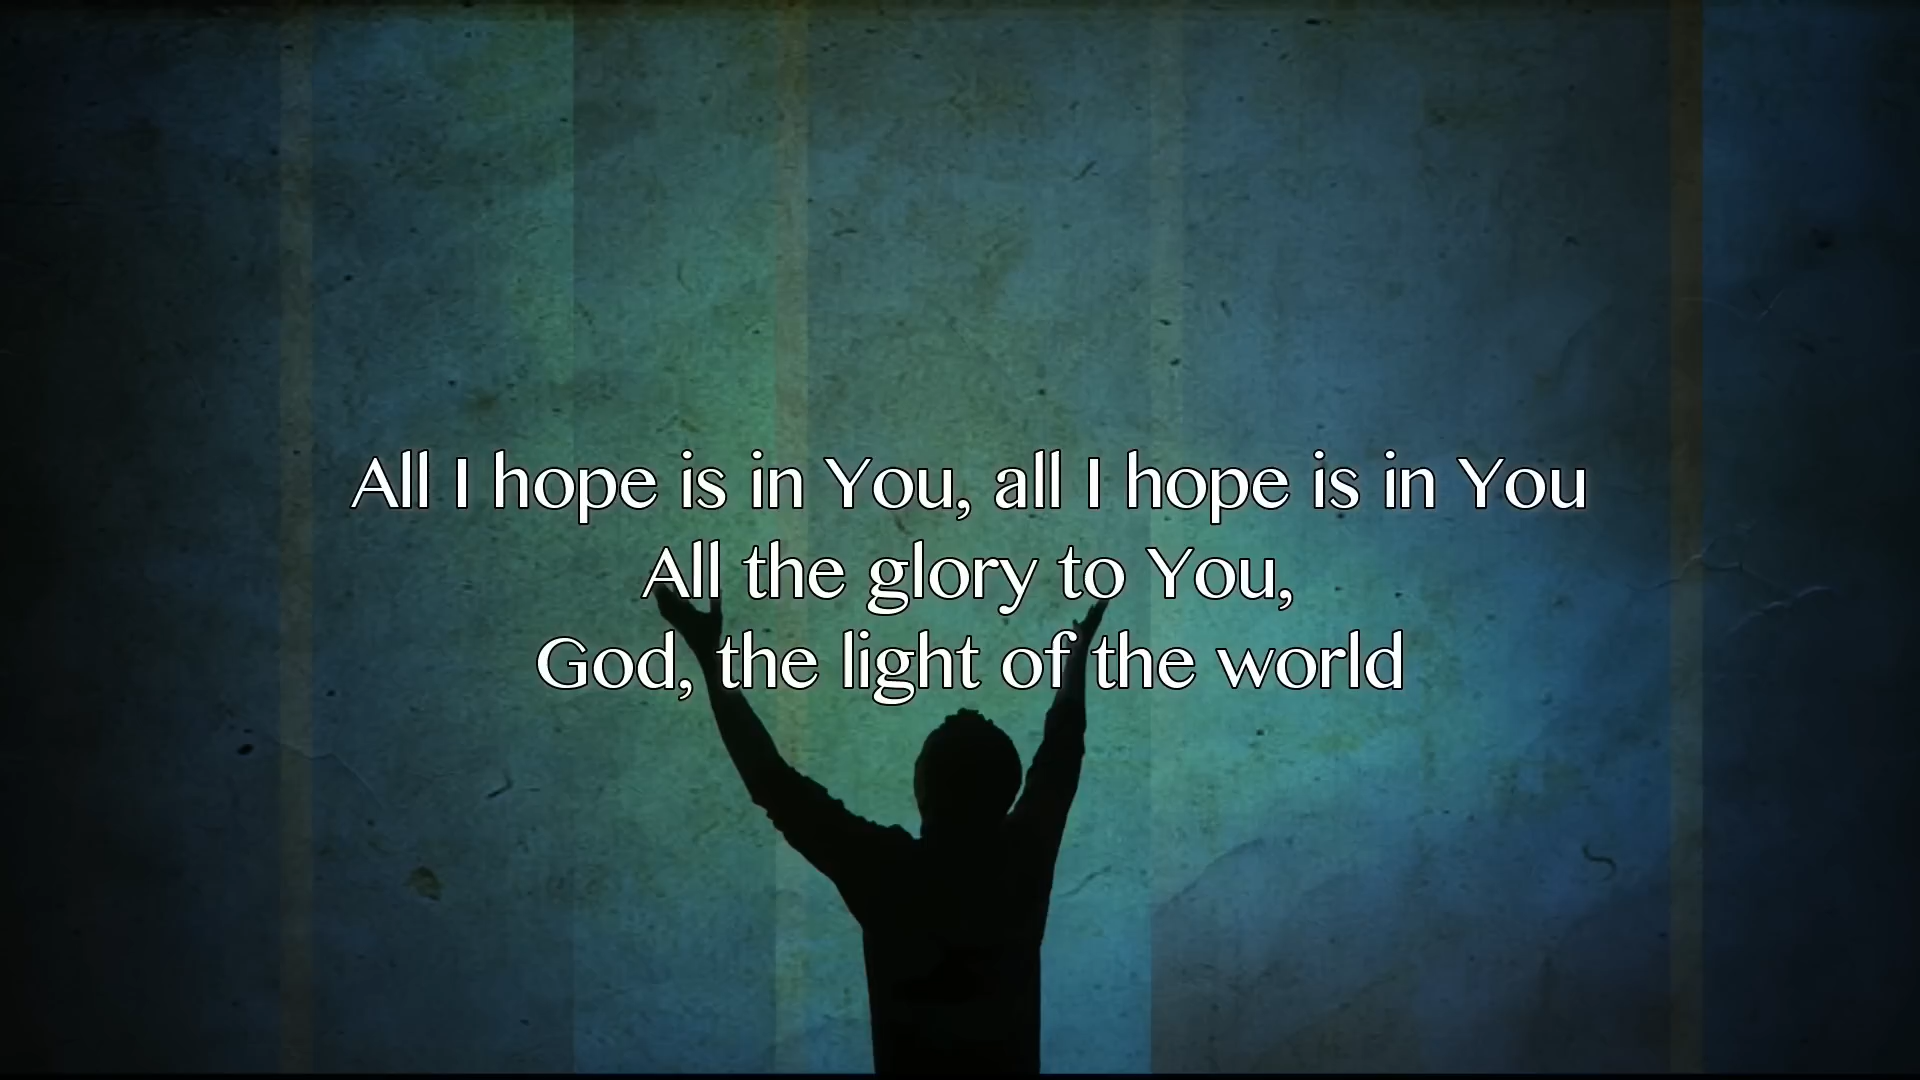 All I hope is in You, all I hope is in You
All the glory to You,
God, the light of the world